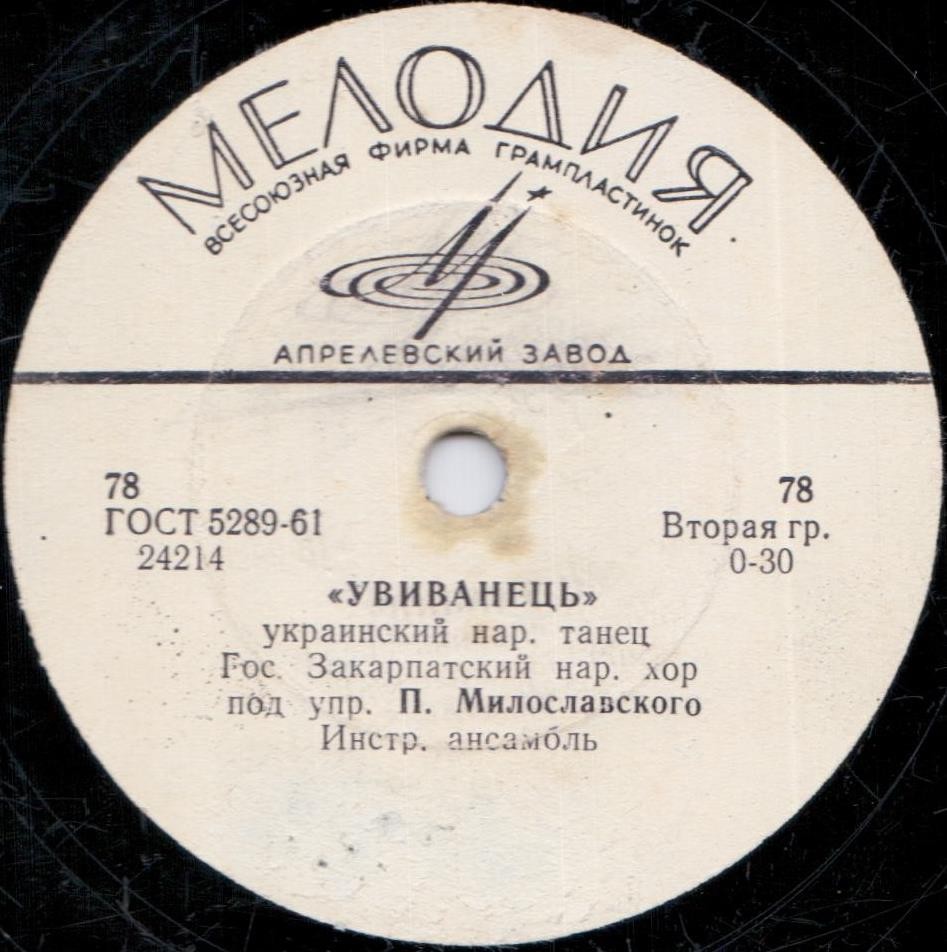 МЕЛОДИЯ
ВСЕСОЮЗНАЯ ФИРМА ГРАМПЛАСТИНОК
АПРЕЛЕВСКИЙ ЗАВОД
78 78
ГОСТ 5289-61 Вторая гр.
24214 0-30
«УВИВАНЕЦЬ»
украинский нар. танец
Гос. Закарпатский нар. хор
под упр. П. Милославского
Инстр. ансамбль